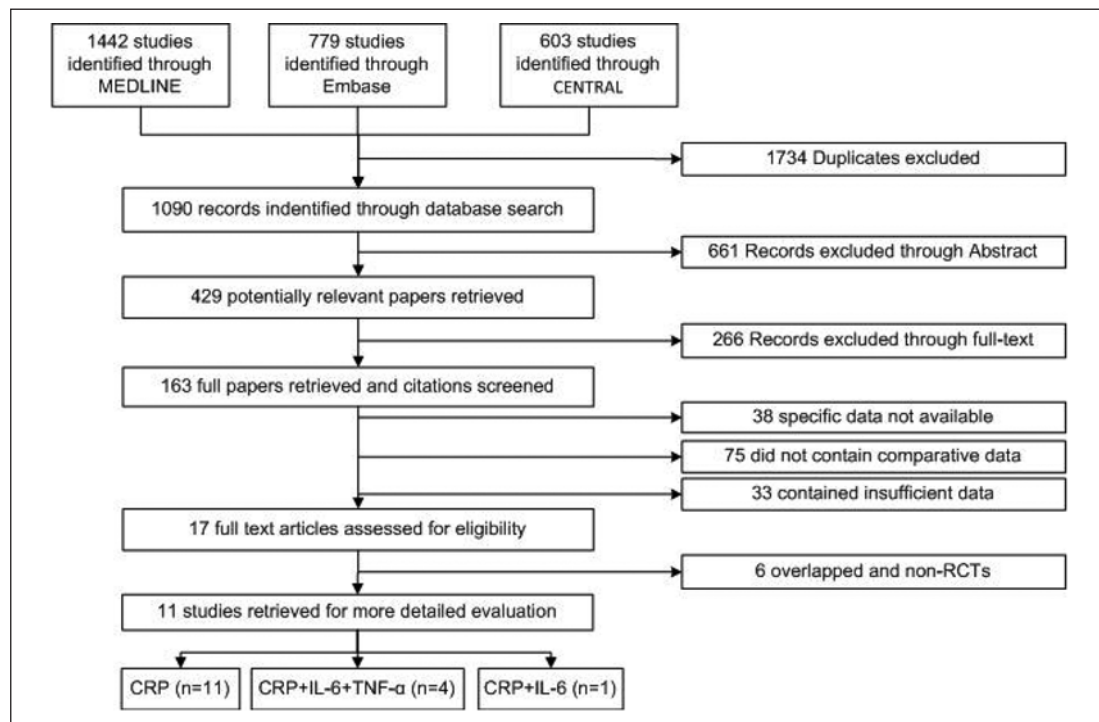 1442 studies
identified through
MEDLINE
779 studies
identified through
Embase
603 studies
identified through
CENTRAL
1734 Duplicates excluded
1090 records indentified through database search
661 Records excluded through Abstract
429 potentially relevant papers retrieved
266 Records excluded through full-text
163 full papers retrieved and citations screened
38 specific data not available
75 did not contain comparative data
33 contained insufficient data
17 full text articles assessed for eligibility
6 overlapped and non-RCTs
11 studies retrieved for more detailed evaluation
CRP (n=11)
CRP+IL-6+TNF-α (n=4)
CRP+IL-6 (n=1)